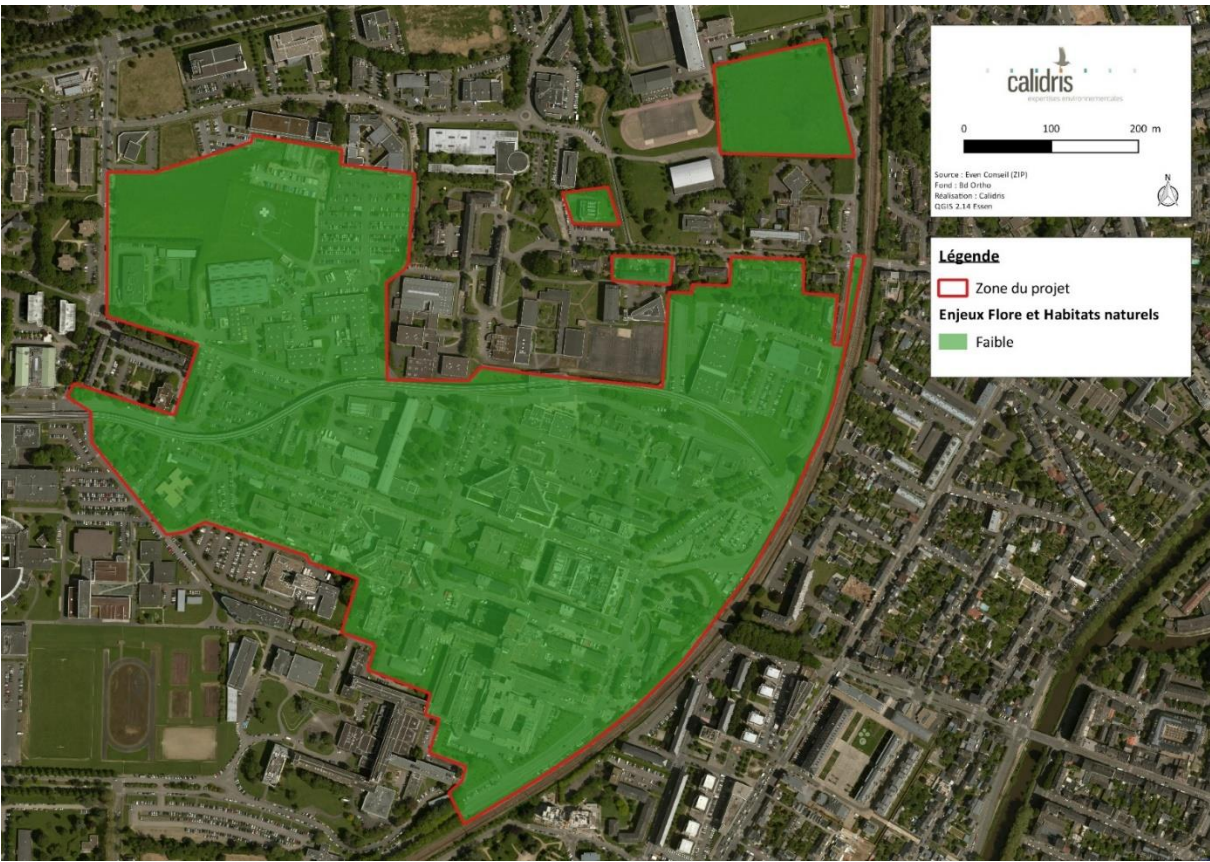 calidris
expertises environnementales
0 100 200 m
Source : Even Conseil (ZIP)
Fond : Bd Ortho
Réalisation : Calidris
QGIS 2.14 Essen
N
Légende
Zone du projet
Enjeux Flore et Habitats naturels
Faible